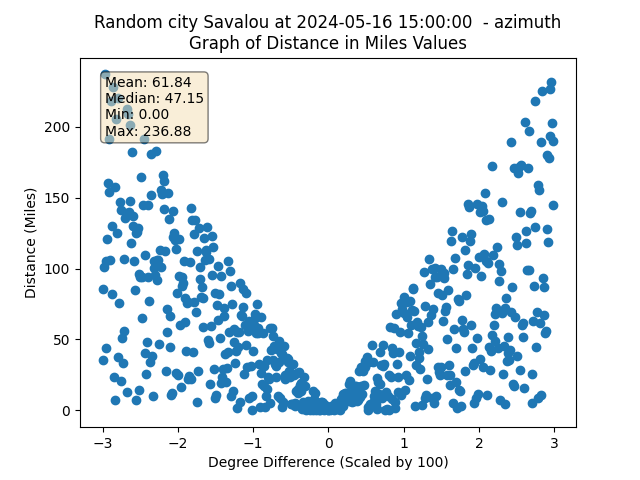 Random city Savalou at 2024-05-16 15:00:00  - azimuth
Graph of Distance in Miles Values
Mean: 61.84
Median: 47.15
Min: 0.00
Max: 236.88
200
150
100
50
0
Distance (Miles)
−3
−2
−1
0
1
2
3
Degree Difference (Scaled by 100)